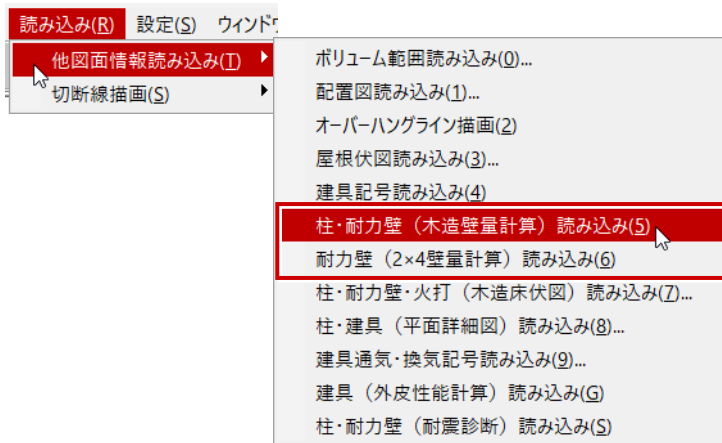 読み込み(R) 設定(S) ウィンドウ
他図面情報読み込み(T)
切断線描画(S)
ボリューム範囲読み込み(0)...
配置図読み込み(1)...
オーバーハングライン描画(2)
屋根伏図読み込み(3)...
建具記号読み込み(4)
柱・耐力壁（木造壁量計算）読み込み(5)
耐力壁（2×4壁量計算）読み込み(6)
柱・耐力壁・火打（木造床伏図）読み込み(7)...
柱・建具（平面詳細図）読み込み(8)...
建具通気・換気記号読み込み(9)...
建具（外皮性能計算）読み込み(G)
柱・耐力壁（耐震診断）読み込み(S)